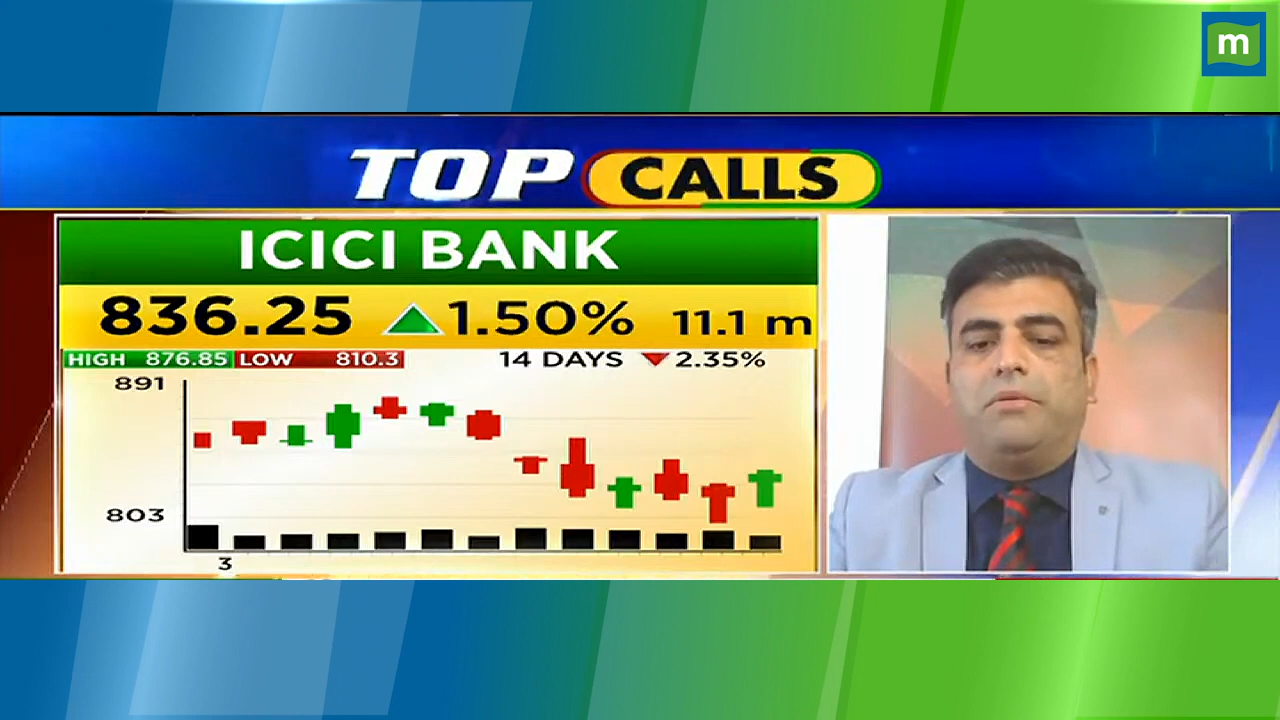 m
TOP CALLS
ICICI BANK
836.25 ▲ 1.50% 11.1 m
HIGH 876.85 LOW 810.3 14 DAYS ▼ 2.35%
891
803
3